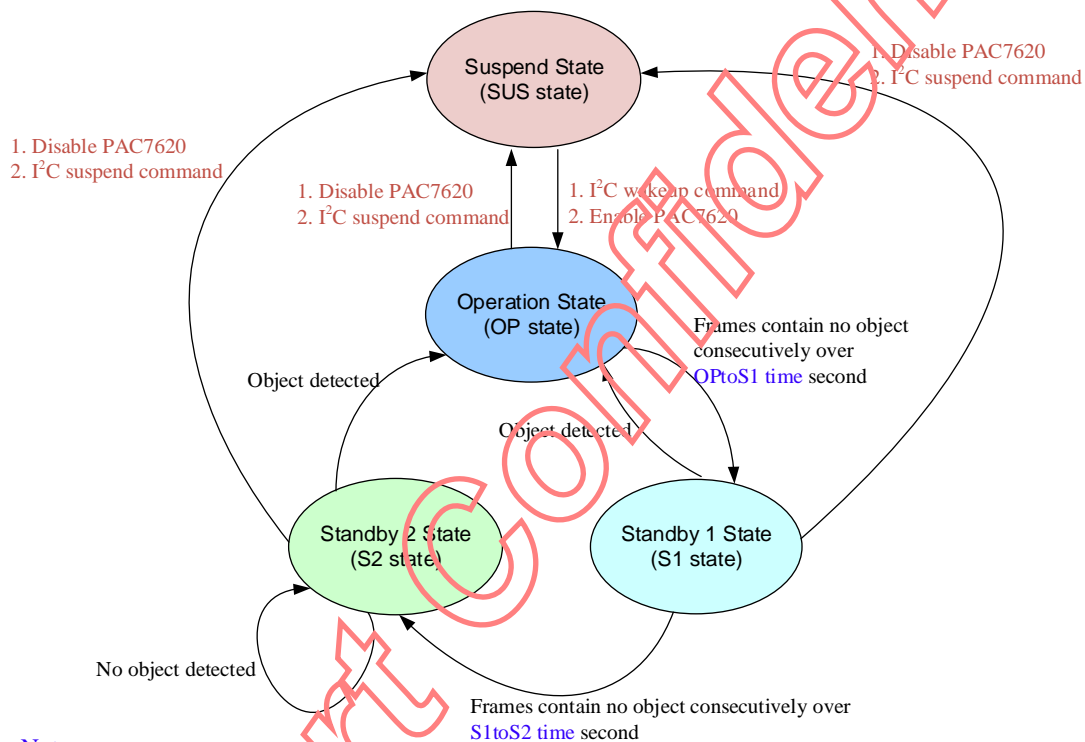 Suspend State
(SUS state)
1. Disable PAC7620
2. I²C suspend command
1. Disable PAC7620
2. I²C suspend command
1. Disable PAC7620
2. I²C suspend command
1. I²C wakeup command
2. Enable PAC7620
Operation State
(OP state)
Frames contain no object
consecutively over
OPtoS1 time second
Object detected
Object detected
Standby 2 State
(S2 state)
Standby 1 State
(S1 state)
No object detected
Frames contain no object consecutively over
S1toS2 time second
rt Confiden